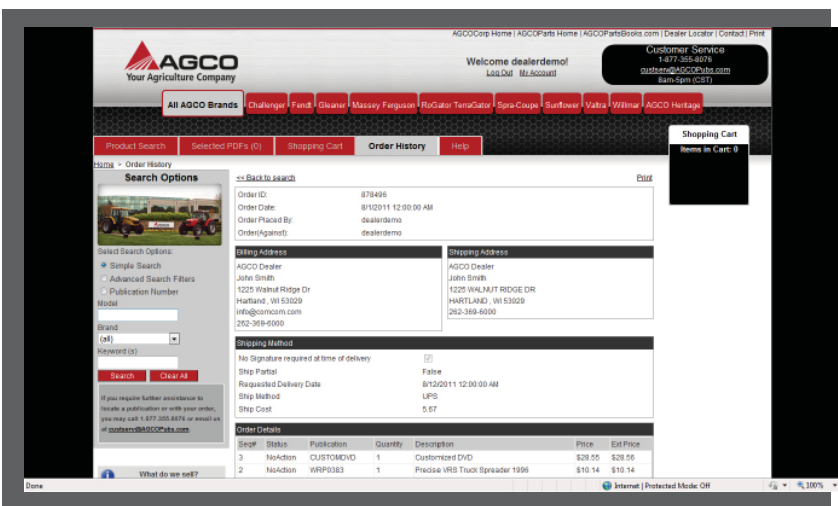 AGCOCorp Home | AGCOParts Home | AGCOPartsBooks.com | Dealer Locator | Contact | Print
AGCO
Your Agriculture Company
Welcome dealerdemo!
Log Out My Account
Customer Service
1-877-355-8076
custserv@AGCOPubs.com
8am-5pm (CST)
All AGCO Brands Challenger Fendt Gleaner Massey Ferguson RoGator TerraGator Spra-Coupe Sunflower Valtra Willmar AGCO Heritage
Product Search Selected PDFs (0) Shopping Cart Order History Help
Shopping Cart
Items in Cart: 0
Home > Order History
Search Options
Select Search Options:
Simple Search
Advanced Search Filters
Publication Number
Model
Brand
(all)
Keyword(s)
Search Clear All
If you require further assistance to
locate a publication or with your order,
you may call 1-877-355-8076 or email us
at custserv@AGCOPubs.com.
What do we sell?
<< Back to search Print
Order ID: 878496
Order Date: 8/1/2011 12:00:00 AM
Order Placed By: dealerdemo
Order(Against): dealerdemo
Billing Address
AGCO Dealer
John Smith
1225 Walnut Ridge Dr
Hartland , WI 53029
info@comcom.com
262-369-6000
Shipping Address
AGCO Dealer
John Smith
1225 WALNUT RIDGE DR
HARTLAND , WI 53029
262-369-6000
Shipping Method
No Signature required at time of delivery
Ship Partial False
Requested Delivery Date 8/12/2011 12:00:00 AM
Ship Method UPS
Ship Cost 5.67
Order Details
Seq# Status Publication Quantity Description Price Ext Price
3 NoAction CUSTOMDVD 1 Customized DVD $28.55 $28.56
2 NoAction WRP0383 1 Precise VRS Truck Spreader 1996 $10.14 $10.14
Done Internet | Protected Mode: Off 100%